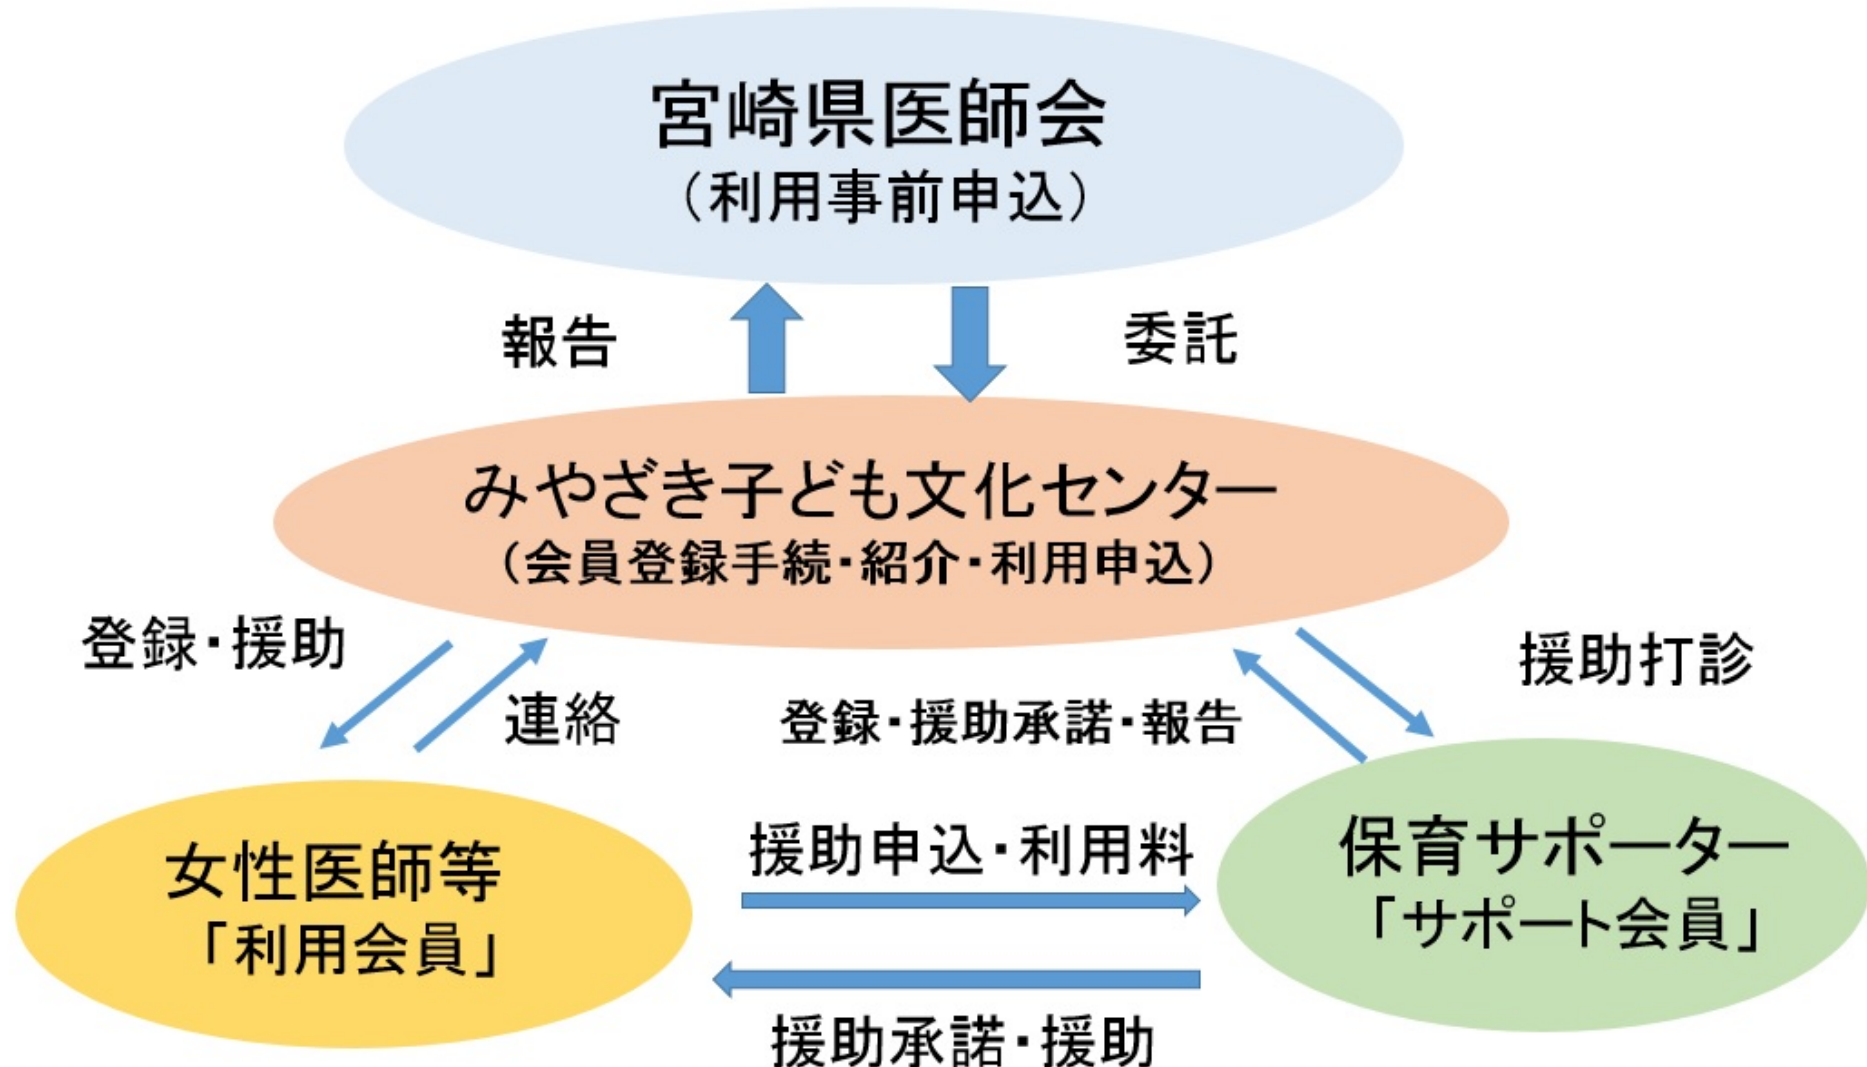 宮崎県医師会
（利用事前申込）
報告
委託
みやざき子ども文化センター
（会員登録手続・紹介・利用申込）
登録・援助
連絡
登録・援助承諾・報告
援助打診
女性医師等
「利用会員」
援助申込・利用料
援助承諾・援助
保育サポーター
「サポート会員」